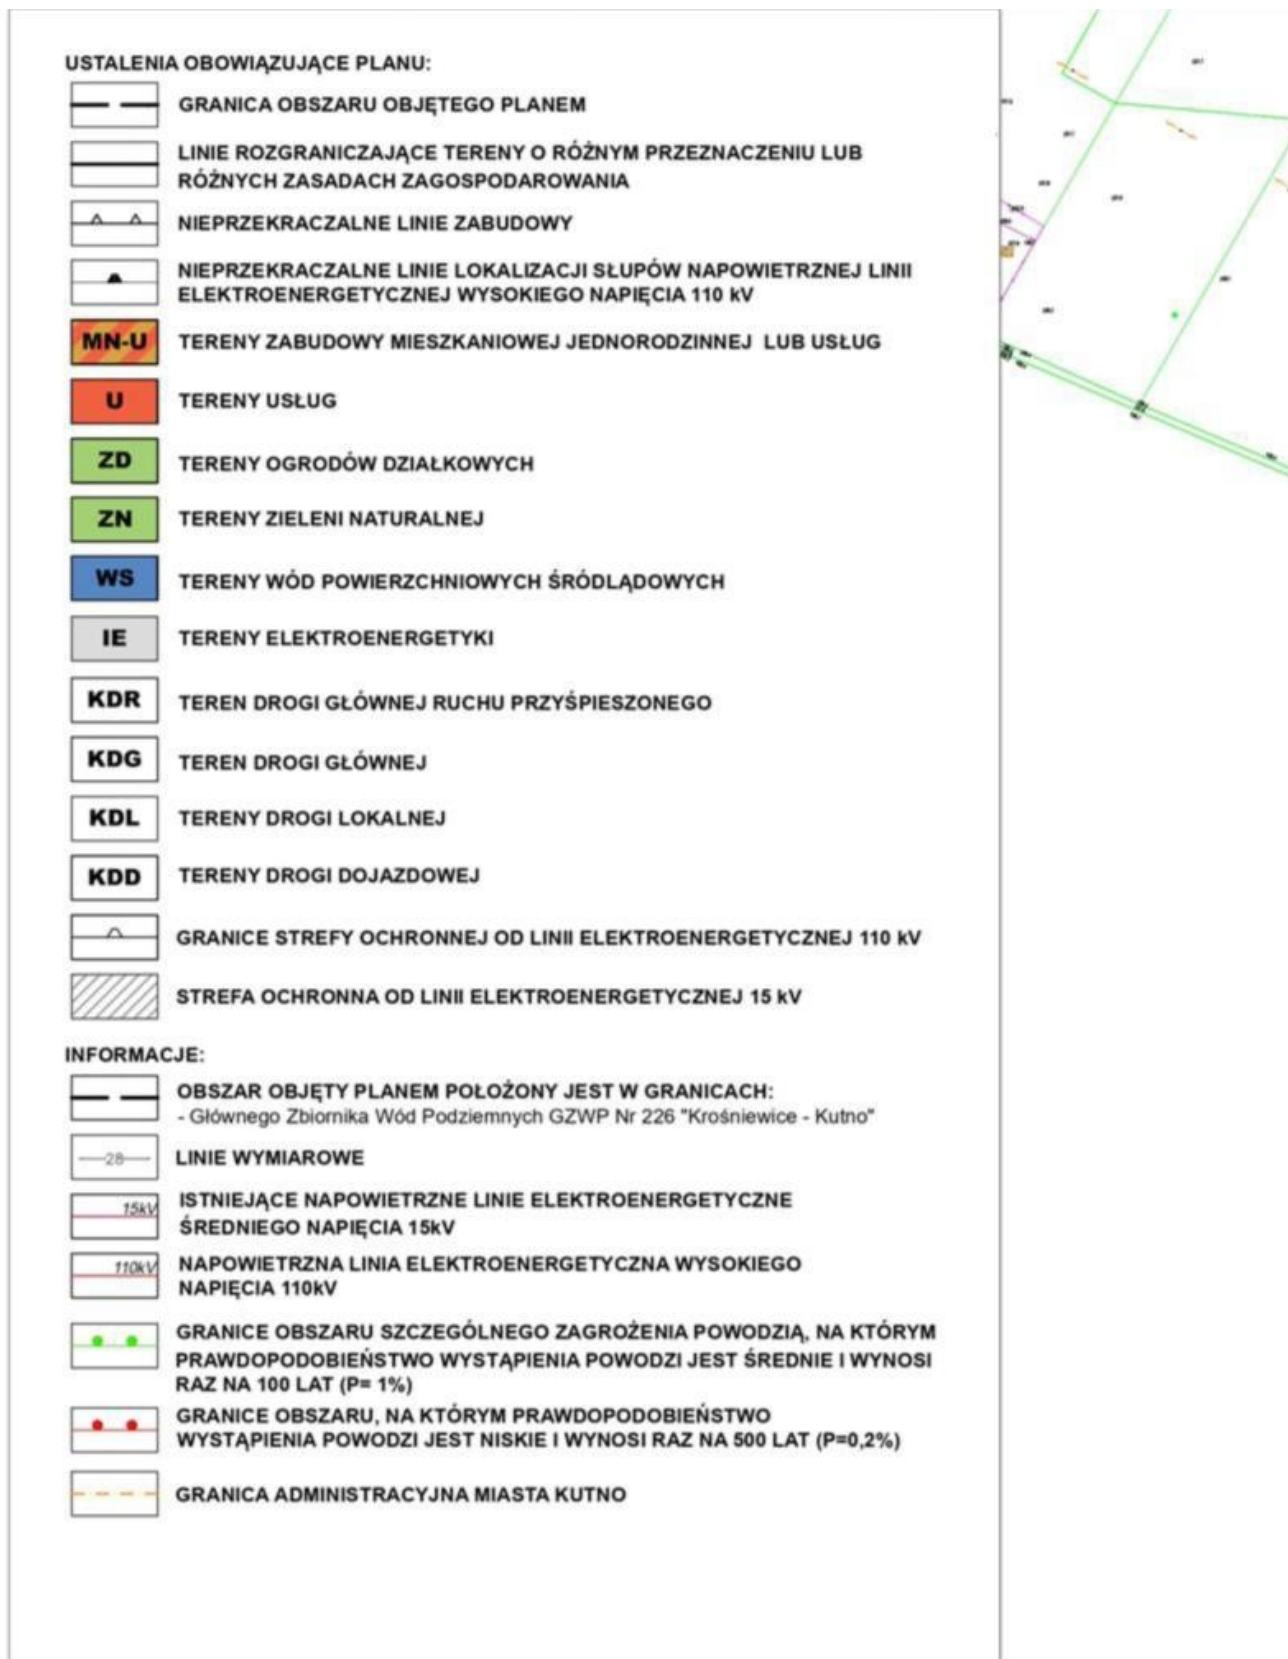 USTALENIA OBOWIĄZUJĄCE PLANU:
GRANICA OBSZARU OBJĘTEGO PLANEM
LINIE ROZGRANICZAJĄCE TERENY O RÓŻNYM PRZEZNACZENIU LUB
RÓŻNYCH ZASADACH ZAGOSPODAROWANIA
NIEPRZEKRACZALNE LINIE ZABUDOWY
NIEPRZEKRACZALNE LINIE LOKALIZACJI SŁUPÓW NAPOWIETRZNEJ LINII
ELEKTROENERGETYCZNEJ WYSOKIEGO NAPIĘCIA 110 kV
MN-U TERENY ZABUDOWY MIESZKANIOWEJ JEDNORODZINNEJ LUB USŁUG
U TERENY USŁUG
ZD TERENY OGRODÓW DZIAŁKOWYCH
ZN TERENY ZIELENI NATURALNEJ
WS TERENY WÓD POWIERZCHNIOWYCH ŚRÓDLĄDOWYCH
IE TERENY ELEKTROENERGETYKI
KDR TEREN DROGI GŁÓWNEJ RUCHU PRZYŚPIESZONEGO
KDG TEREN DROGI GŁÓWNEJ
KDL TERENY DROGI LOKALNEJ
KDD TERENY DROGI DOJAZDOWEJ
GRANICE STREFY OCHRONNEJ OD LINII ELEKTROENERGETYCZNEJ 110 kV
STREFA OCHRONNA OD LINII ELEKTROENERGETYCZNEJ 15 kV
INFORMACJE:
OBSZAR OBJĘTY PLANEM POŁOŻONY JEST W GRANICACH:
- Głównego Zbiornika Wód Podziemnych GZWP Nr 226 "Krośniewice - Kutno"
28 LINIE WYMIAROWE
15kV ISTNIEJĄCE NAPOWIETRZNE LINIE ELEKTROENERGETYCZNE
ŚREDNIEGO NAPIĘCIA 15kV
110kV NAPOWIETRZNA LINIA ELEKTROENERGETYCZNA WYSOKIEGO
NAPIĘCIA 110kV
GRANICE OBSZARU SZCZEGÓLNEGO ZAGROŻENIA POWODZIĄ, NA KTÓRYM
PRAWDOPODOBIEŃSTWO WYSTĄPIENIA POWODZI JEST ŚREDNIE I WYNOSI
RAZ NA 100 LAT (P= 1%)
GRANICE OBSZARU, NA KTÓRYM PRAWDOPODOBIEŃSTWO
WYSTĄPIENIA POWODZI JEST NISKIE I WYNOSI RAZ NA 500 LAT (P=0,2%)
GRANICA ADMINISTRACYJNA MIASTA KUTNO